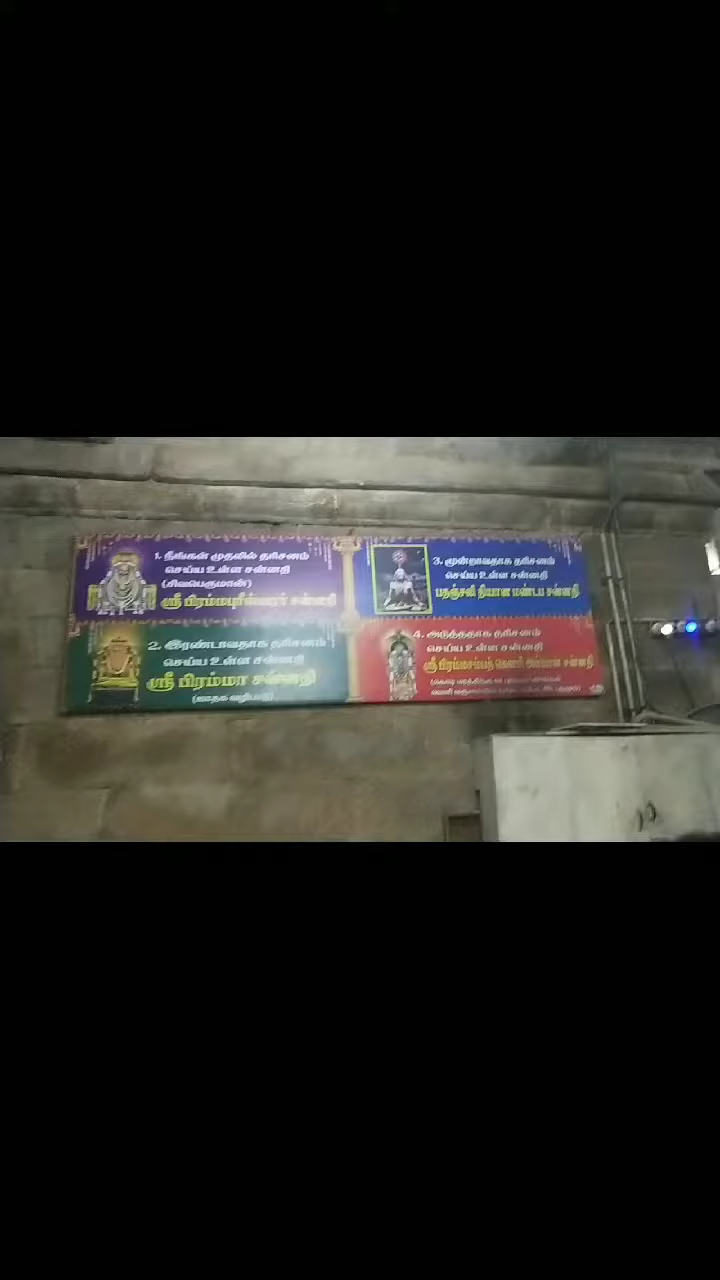 1. நீங்கள் முதலில் தரிசனம்
செய்ய உள்ள சன்னதி
(சிவபெருமான்)
ஸ்ரீ பிரம்மபுரீஸ்வரர் சன்னதி
2. இரண்டாவதாக தரிசனம்
செய்ய உள்ள சன்னதி
ஸ்ரீ பிரம்மா சன்னதி
3. மூன்றாவதாக தரிசனம்
செய்ய உள்ள சன்னதி
பதஞ்சலி தியான மண்டப சன்னதி
4. அடுத்ததாக தரிசனம்
செய்ய உள்ள சன்னதி
ஸ்ரீ பிரம்மசம்பத் கௌரி அம்மான் சன்னதி